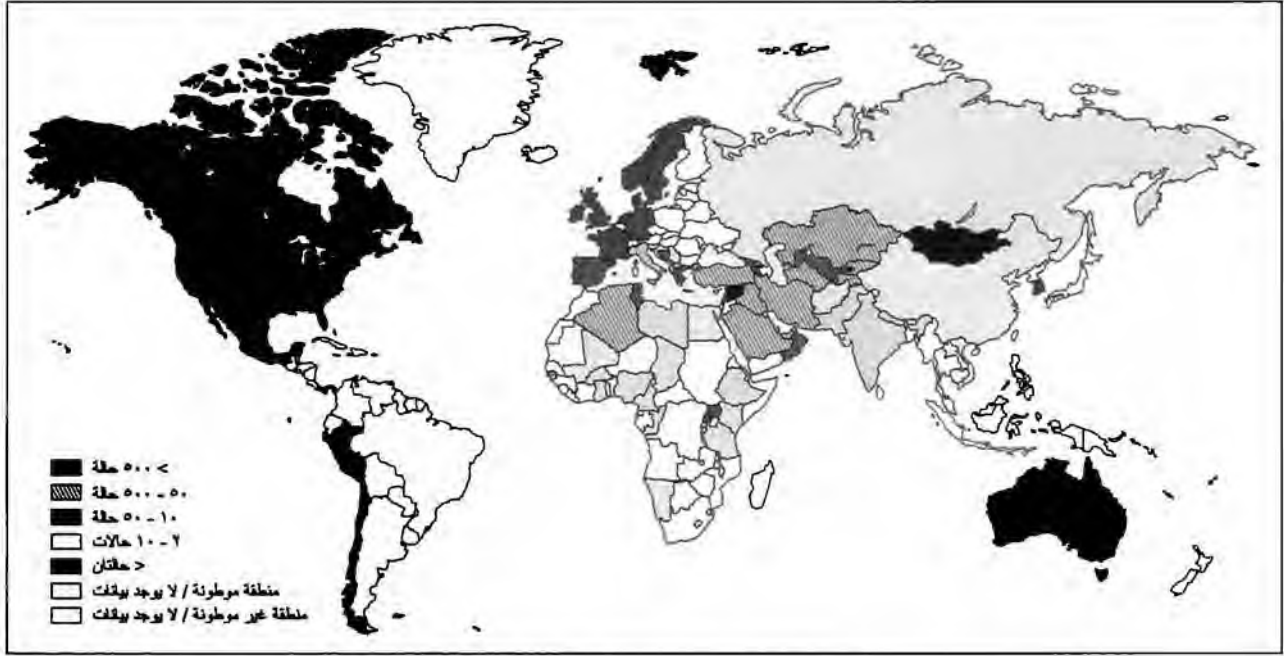 > ٥٠٠ حالة
٥٠ - ٥٠٠ حالة
١٠ - ٥٠ حالة
٢ - ١٠ حالات
< حالتان
منطقة موطونة / لا يوجد بيانات
منطقة غير موطونة / لا يوجد بيانات